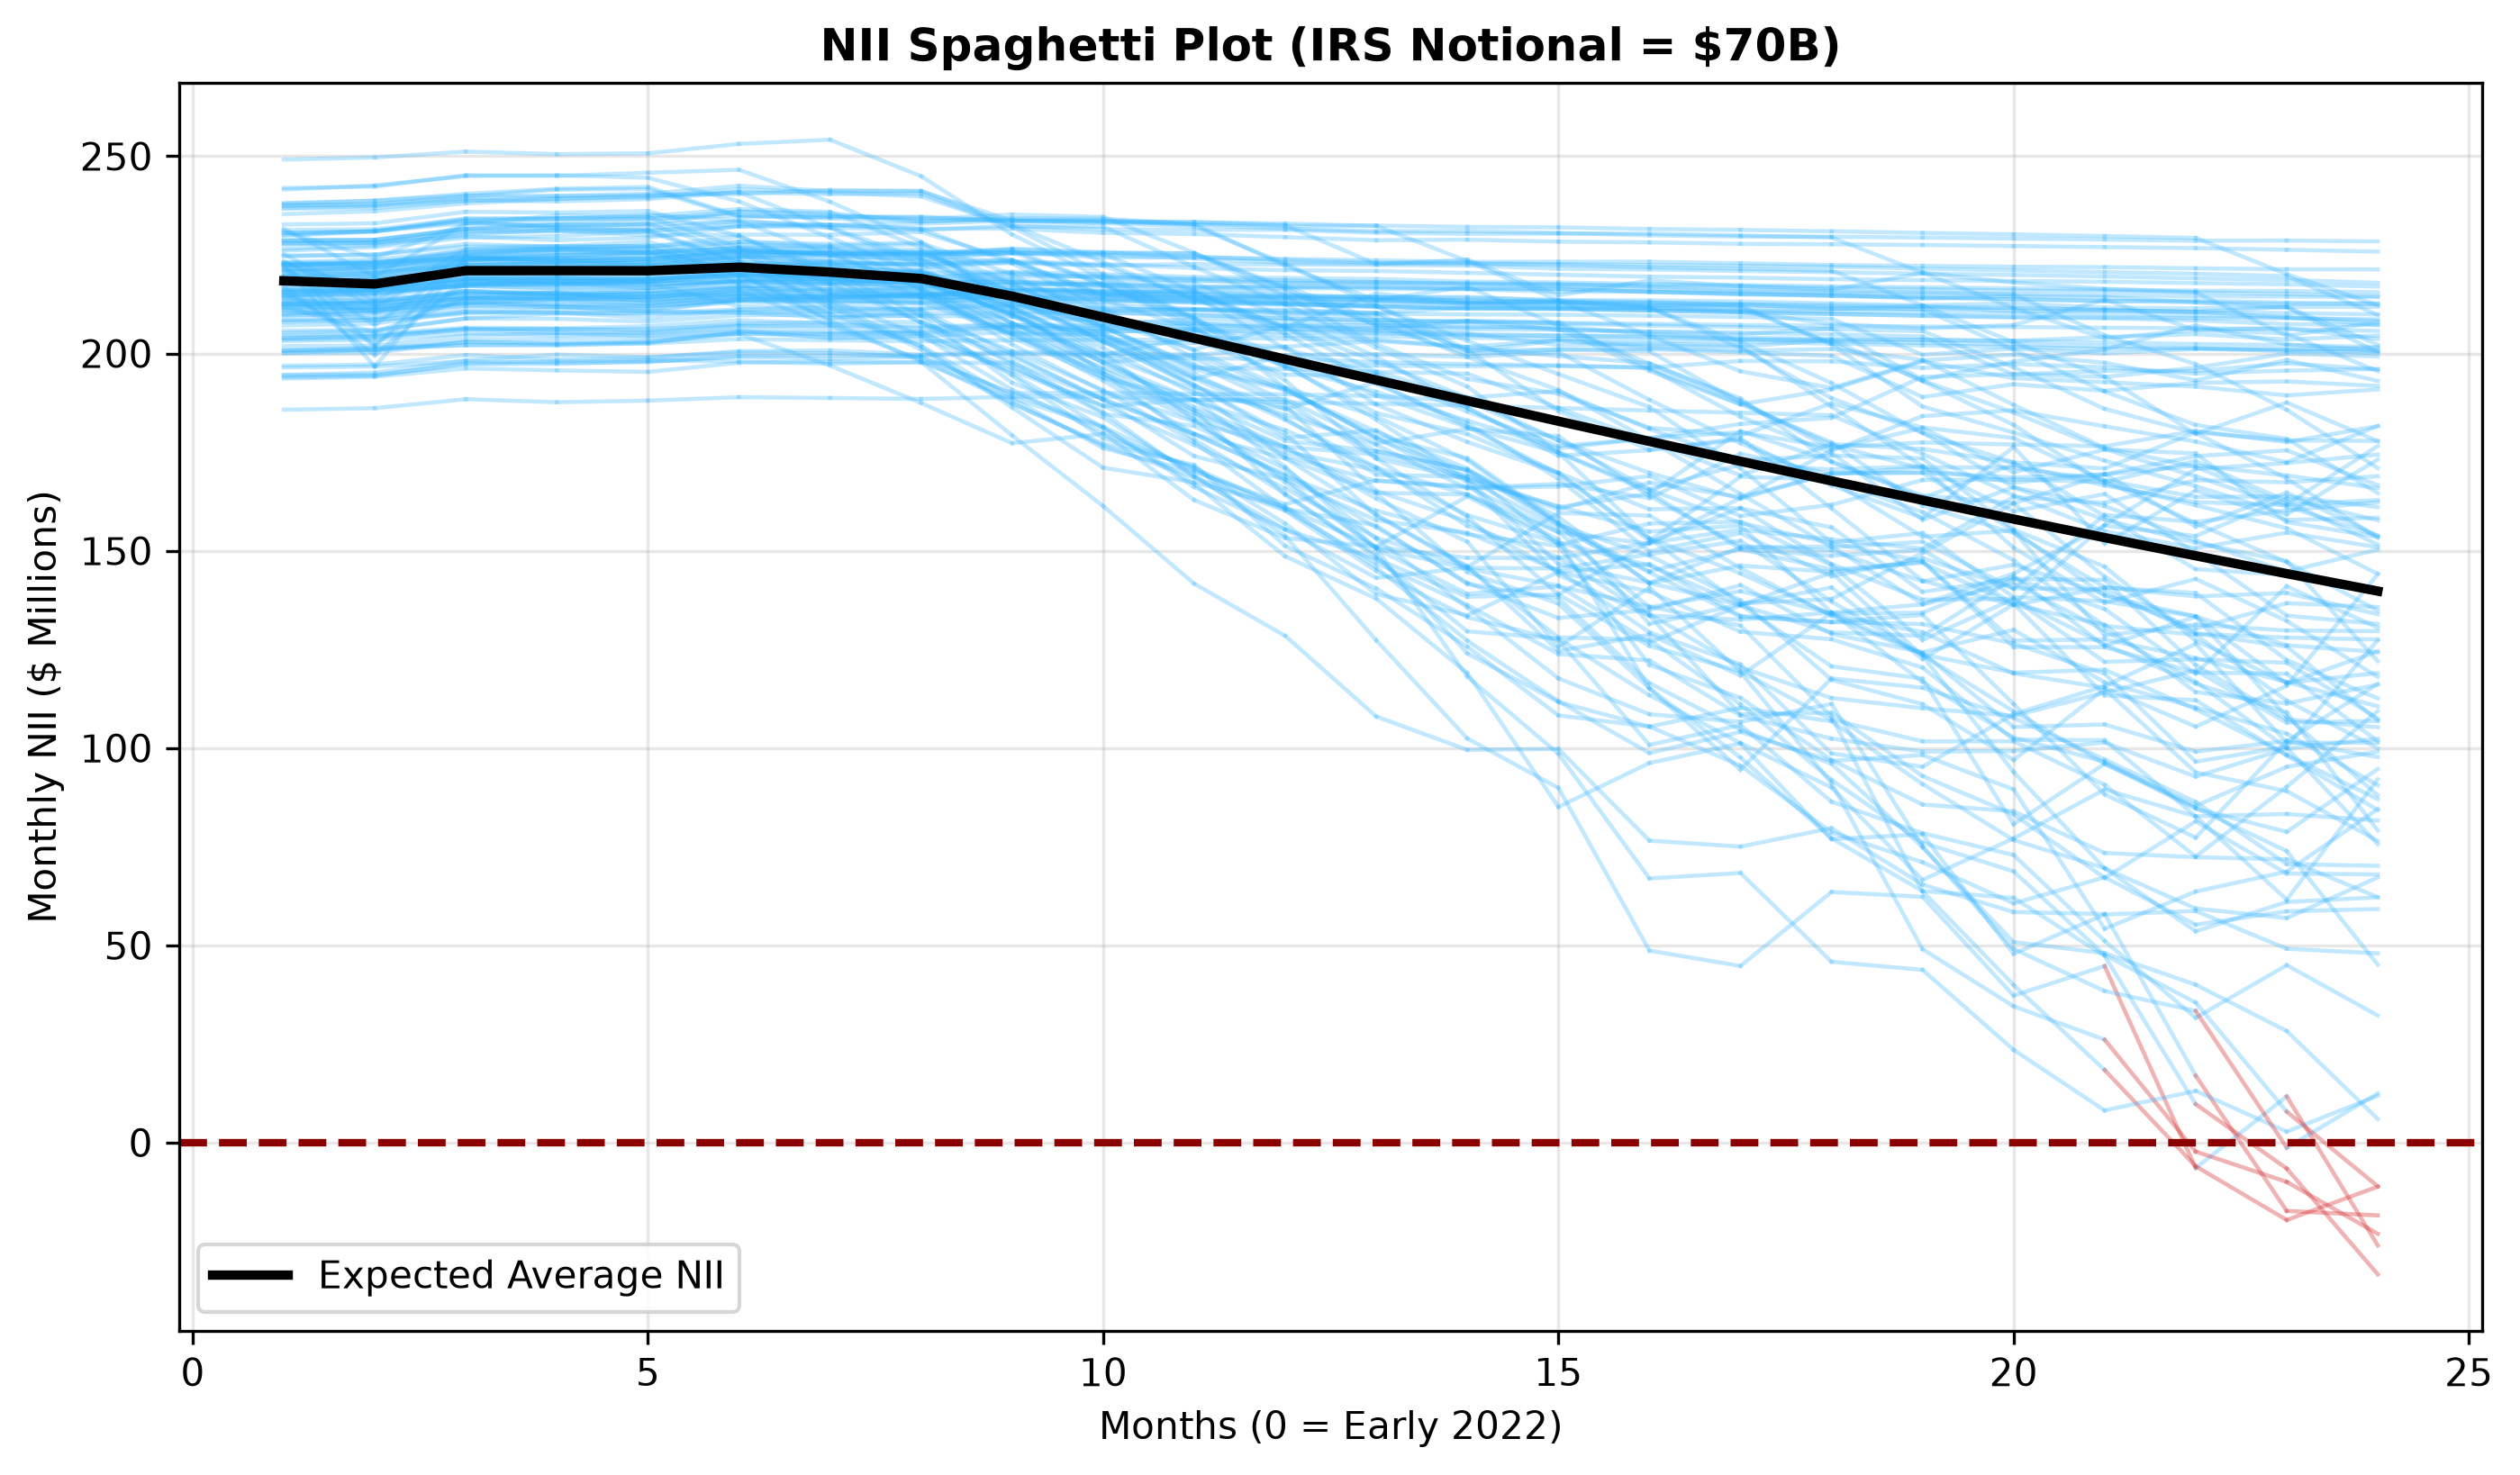 NII Spaghetti Plot (IRS Notional = $70B)
Monthly NII ($ Millions)
250
200
150
100
50
0
Expected Average NII
0 5 10 15 20 25
Months (0 = Early 2022)